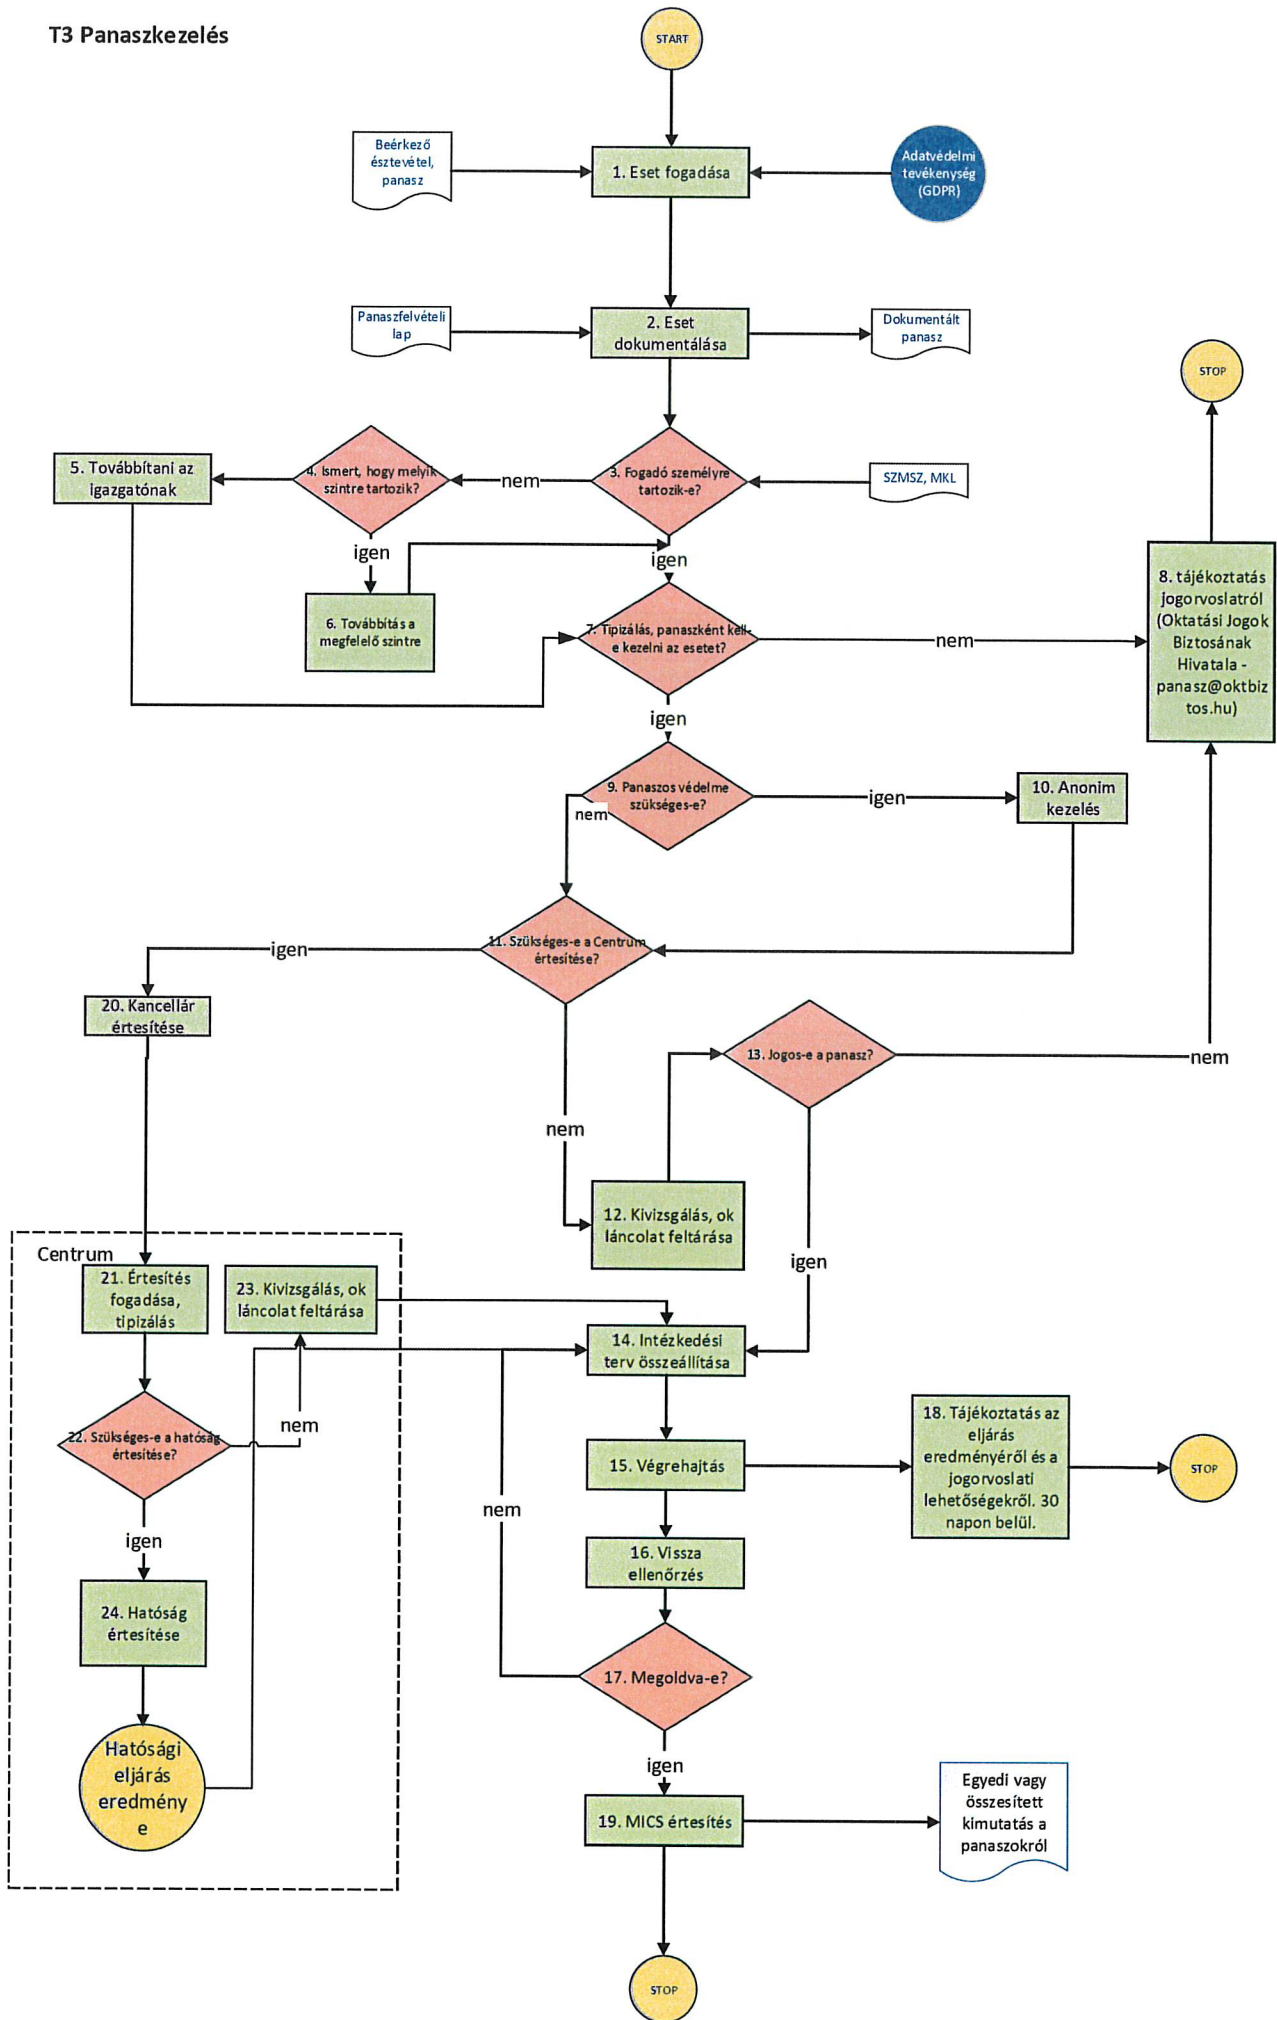 T3 Panaszkezelés
START
Beérkező
észtevétel,
panasz
1. Eset fogadása
Adatvédelmi
tevékenység
(GDPR)
Panaszfelvételi
lap
2. Eset
dokumentálása
Dokumentált
panasz
STOP
5. Továbbítani az
igazgatónak
4. Ismert, hogy melyik
szintre tartozik?
nem
3. Fogadó személyre
tartozik-e?
SZMSZ, MKL
igen
igen
6. Továbbítás a
megfelelő szintre
7. Tipizálás, panaszként kell-
e kezelni az esetet?
nem
8. tájékoztatás
jogorvoslatról
(Oktatási Jogok
Biztosának
Hivatala -
panasz@oktbiz
tos.hu)
igen
9. Panaszos védelme
szükséges-e?
nem
igen
10. Anonim
kezelés
11. Szükséges-e a Centrum
értesítése?
igen
20. Kancellár
értesítése
13. Jogos-e a panasz?
nem
nem
12. Kivizsgálás, ok
láncolat feltárása
igen
Centrum
21. Értesítés
fogadása,
tipizálás
23. Kivizsgálás, ok
láncolat feltárása
14. Intézkedési
terv összeállítása
22. Szükséges-e a hatóság
értesítése?
nem
15. Végrehajtás
18. Tájékoztatás az
eljárás
eredményéről és a
jogorvoslati
lehetőségekről. 30
napon belül.
STOP
nem
igen
16. Vissza
ellenőrzés
24. Hatóság
értesítése
17. Megoldva-e?
Hatósági
eljárás
eredmény
e
igen
19. MICS értesítés
Egyedi vagy
összesített
kimutatás a
panaszokról
STOP